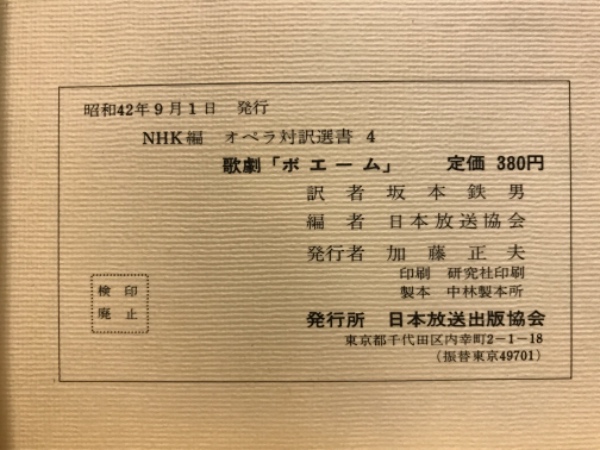 昭和42年9月1日 発行
NHK編 オペラ対訳選書 4
歌劇「ボエーム」 定価 380円
訳者 坂本鉄男
編者 日本放送協会
発行者 加藤正夫
印刷 研究社印刷
製本 中林製本所
検印
廃止
発行所 日本放送出版協会
東京都千代田区内幸町2-1-18
(振替東京49701)